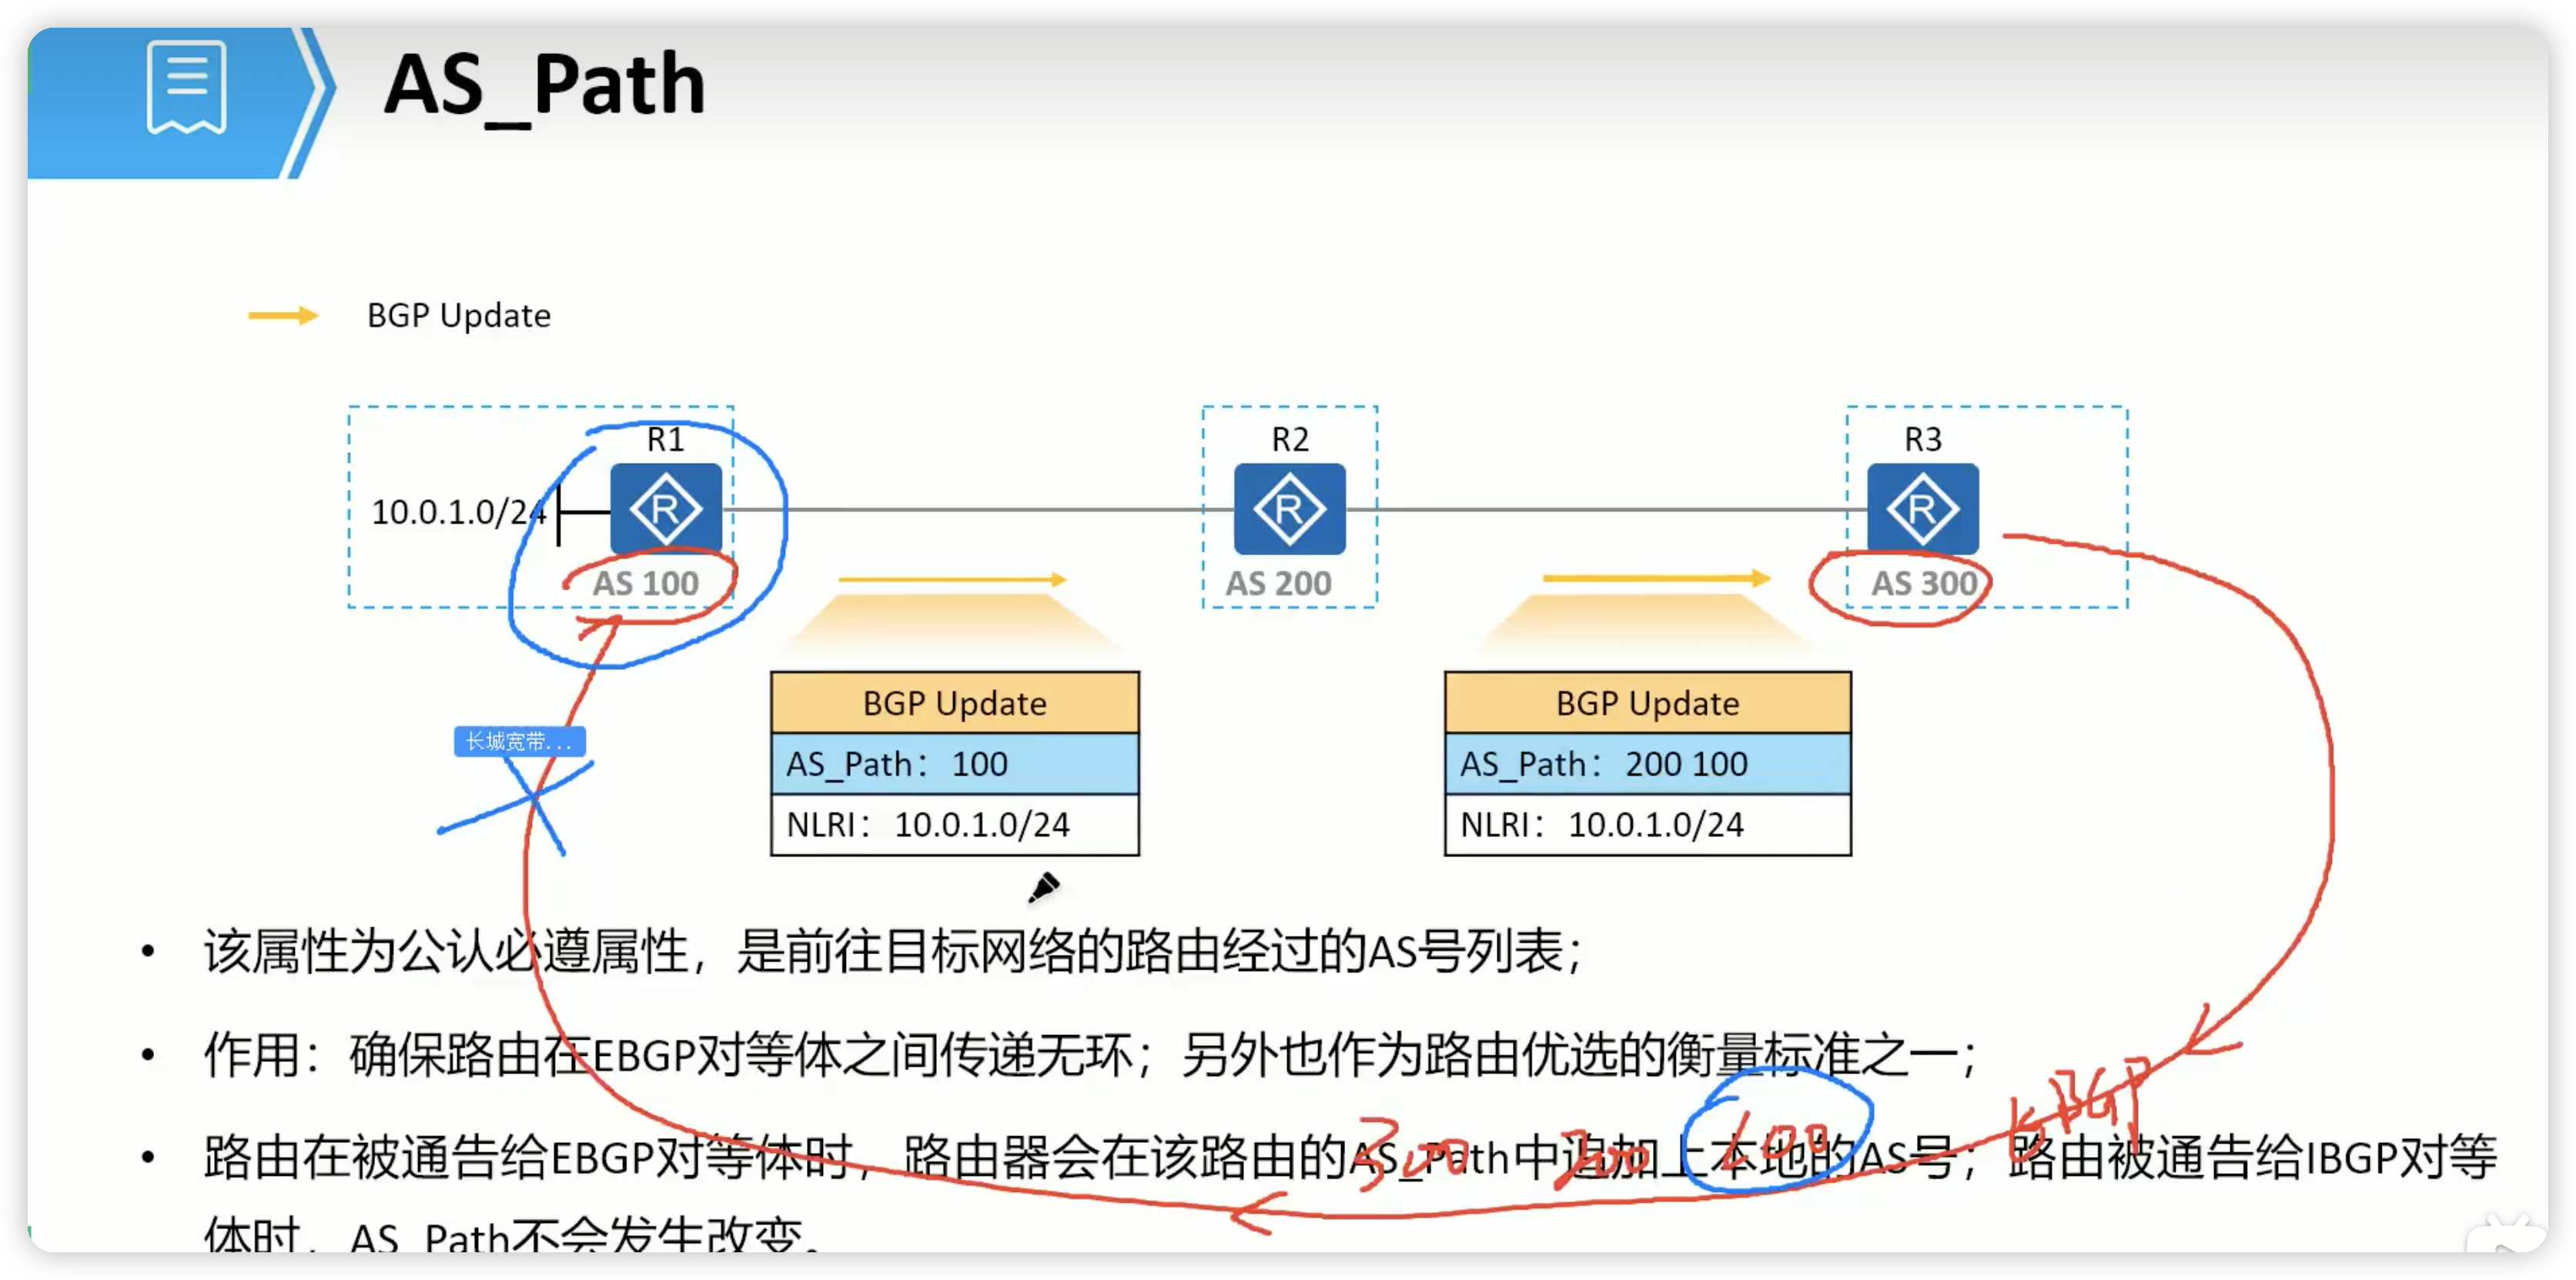 AS_Path
BGP Update
R1
R2
R3
10.0.1.0/24
AS 100
AS 200
AS 300
BGP Update
AS_Path：100
NLRI：10.0.1.0/24
BGP Update
AS_Path：200 100
NLRI：10.0.1.0/24
长城宽带...
• 该属性为公认必遵属性，是前往目标网络的路由经过的AS号列表；
• 作用：确保路由在EBGP对等体之间传递无环；另外也作为路由优选的衡量标准之一；
EBGP
300 200 100
• 路由在被通告给EBGP对等体时，路由器会在该路由的AS_Path中追加上本地的AS号；路由被通告给IBGP对等
体时，AS_Path不会发生改变。